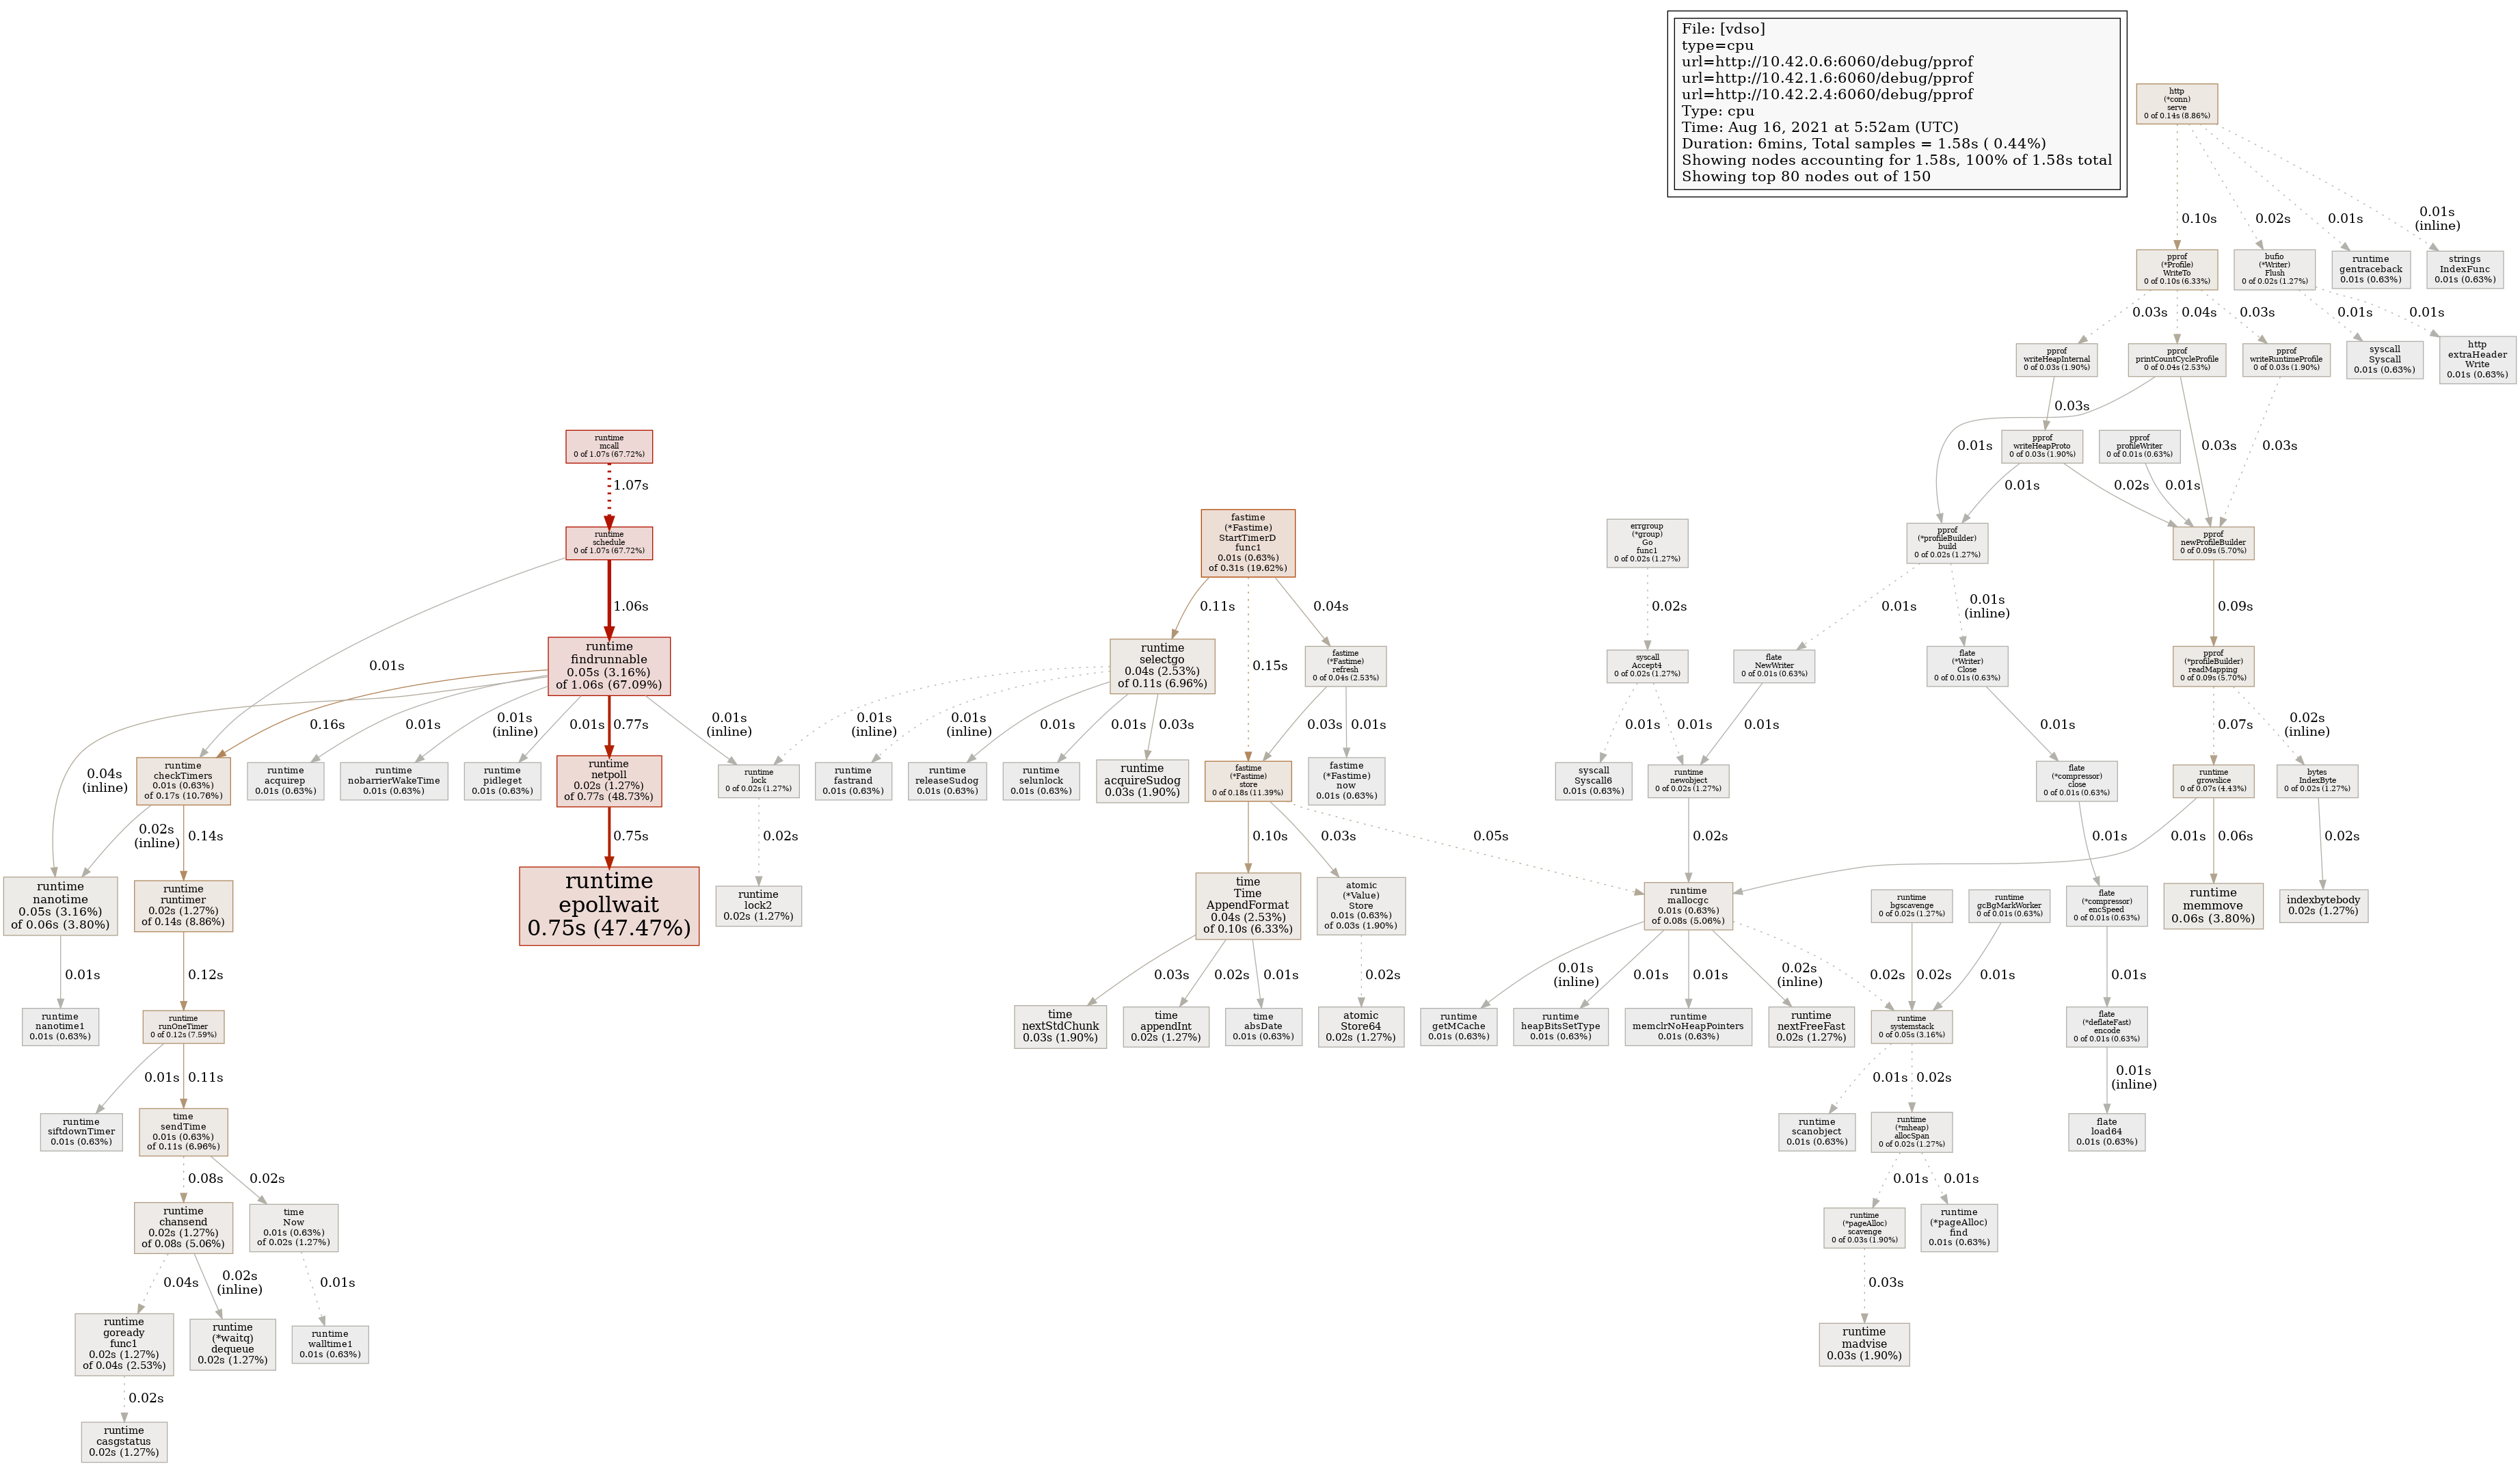 File: [vdso]
type=cpu
url=http://10.42.0.6:6060/debug/pprof
url=http://10.42.1.6:6060/debug/pprof
url=http://10.42.2.4:6060/debug/pprof
Type: cpu
Time: Aug 16, 2021 at 5:52am (UTC)
Duration: 6mins, Total samples = 1.58s ( 0.44%)
Showing nodes accounting for 1.58s, 100% of 1.58s total
Showing top 80 nodes out of 150
http
(*conn)
serve
0 of 0.14s (8.86%)
0.10s
0.02s
0.01s
0.01s
(inline)
pprof
(*Profile)
WriteTo
0 of 0.10s (6.33%)
bufio
(*Writer)
Flush
0 of 0.02s (1.27%)
runtime
gentraceback
0.01s (0.63%)
strings
IndexFunc
0.01s (0.63%)
0.03s
0.04s
0.03s
0.01s
0.01s
pprof
writeHeapInternal
0 of 0.03s (1.90%)
pprof
printCountCycleProfile
0 of 0.04s (2.53%)
pprof
writeRuntimeProfile
0 of 0.03s (1.90%)
syscall
Syscall
0.01s (0.63%)
http
extraHeader
Write
0.01s (0.63%)
0.03s
0.01s
0.03s
0.03s
runtime
mcall
0 of 1.07s (67.72%)
pprof
writeHeapProto
0 of 0.03s (1.90%)
pprof
profileWriter
0 of 0.01s (0.63%)
1.07s
0.01s
0.02s
0.01s
runtime
schedule
0 of 1.07s (67.72%)
fastime
(*Fastime)
StartTimerD
func1
0.01s (0.63%)
of 0.31s (19.62%)
errgroup
(*group)
Go
func1
0 of 0.02s (1.27%)
pprof
(*profileBuilder)
build
0 of 0.02s (1.27%)
pprof
newProfileBuilder
0 of 0.09s (5.70%)
0.01s
1.06s
0.11s
0.15s
0.04s
0.02s
0.01s
0.01s
(inline)
0.09s
runtime
findrunnable
0.05s (3.16%)
of 1.06s (67.09%)
runtime
selectgo
0.04s (2.53%)
of 0.11s (6.96%)
fastime
(*Fastime)
refresh
0 of 0.04s (2.53%)
syscall
Accept4
0 of 0.02s (1.27%)
flate
NewWriter
0 of 0.01s (0.63%)
flate
(*Writer)
Close
0 of 0.01s (0.63%)
pprof
(*profileBuilder)
readMapping
0 of 0.09s (5.70%)
0.04s
(inline)
0.16s
0.01s
0.01s
(inline)
0.01s
0.77s
0.01s
(inline)
0.01s
(inline)
0.01s
(inline)
0.01s
0.01s
0.03s
0.03s
0.01s
0.01s
0.01s
0.01s
0.01s
0.07s
0.02s
(inline)
runtime
checkTimers
0.01s (0.63%)
of 0.17s (10.76%)
runtime
acquirep
0.01s (0.63%)
runtime
nobarrierWakeTime
0.01s (0.63%)
runtime
pidleget
0.01s (0.63%)
runtime
netpoll
0.02s (1.27%)
of 0.77s (48.73%)
runtime
lock
0 of 0.02s (1.27%)
runtime
fastrand
0.01s (0.63%)
runtime
releaseSudog
0.01s (0.63%)
runtime
selunlock
0.01s (0.63%)
runtime
acquireSudog
0.03s (1.90%)
fastime
(*Fastime)
store
0 of 0.18s (11.39%)
fastime
(*Fastime)
now
0.01s (0.63%)
syscall
Syscall6
0.01s (0.63%)
runtime
newobject
0 of 0.02s (1.27%)
flate
(*compressor)
close
0 of 0.01s (0.63%)
runtime
growslice
0 of 0.07s (4.43%)
bytes
IndexByte
0 of 0.02s (1.27%)
0.02s
(inline)
0.14s
0.75s
0.02s
0.10s
0.03s
0.05s
0.02s
0.01s
0.01s
0.06s
0.02s
runtime
nanotime
0.05s (3.16%)
of 0.06s (3.80%)
runtime
runtimer
0.02s (1.27%)
of 0.14s (8.86%)
runtime
epollwait
0.75s (47.47%)
runtime
lock2
0.02s (1.27%)
time
Time
AppendFormat
0.04s (2.53%)
of 0.10s (6.33%)
atomic
(*Value)
Store
0.01s (0.63%)
of 0.03s (1.90%)
runtime
mallocgc
0.01s (0.63%)
of 0.08s (5.06%)
runtime
bgscavenge
0 of 0.02s (1.27%)
runtime
gcBgMarkWorker
0 of 0.01s (0.63%)
flate
(*compressor)
encSpeed
0 of 0.01s (0.63%)
runtime
memmove
0.06s (3.80%)
indexbytebody
0.02s (1.27%)
0.01s
0.12s
0.03s
0.02s
0.01s
0.02s
0.01s
(inline)
0.01s
0.01s
0.02s
(inline)
0.02s
0.02s
0.01s
0.01s
runtime
nanotime1
0.01s (0.63%)
runtime
runOneTimer
0 of 0.12s (7.59%)
time
nextStdChunk
0.03s (1.90%)
time
appendInt
0.02s (1.27%)
time
absDate
0.01s (0.63%)
atomic
Store64
0.02s (1.27%)
runtime
getMCache
0.01s (0.63%)
runtime
heapBitsSetType
0.01s (0.63%)
runtime
memclrNoHeapPointers
0.01s (0.63%)
runtime
nextFreeFast
0.02s (1.27%)
runtime
systemstack
0 of 0.05s (3.16%)
flate
(*deflateFast)
encode
0 of 0.01s (0.63%)
0.01s
0.11s
0.01s
0.02s
0.01s
(inline)
runtime
siftdownTimer
0.01s (0.63%)
time
sendTime
0.01s (0.63%)
of 0.11s (6.96%)
runtime
scanobject
0.01s (0.63%)
runtime
(*mheap)
allocSpan
0 of 0.02s (1.27%)
flate
load64
0.01s (0.63%)
0.08s
0.02s
0.01s
0.01s
runtime
chansend
0.02s (1.27%)
of 0.08s (5.06%)
time
Now
0.01s (0.63%)
of 0.02s (1.27%)
runtime
(*pageAlloc)
scavenge
0 of 0.03s (1.90%)
runtime
(*pageAlloc)
find
0.01s (0.63%)
0.04s
0.02s
(inline)
0.01s
0.03s
runtime
goready
func1
0.02s (1.27%)
of 0.04s (2.53%)
runtime
(*waitq)
dequeue
0.02s (1.27%)
runtime
walltime1
0.01s (0.63%)
runtime
madvise
0.03s (1.90%)
0.02s
runtime
casgstatus
0.02s (1.27%)